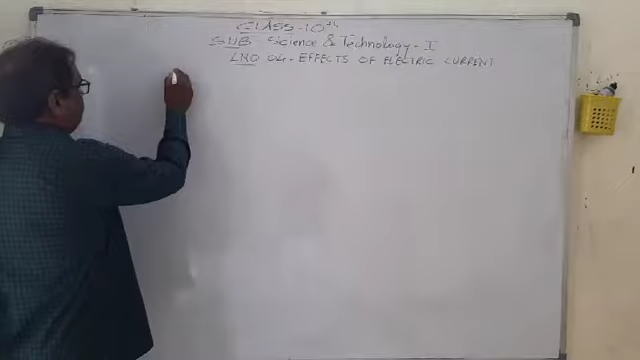 CLASS-10th
SUB Science & Technology - I
LNO 04 - EFFECTS OF ELECTRIC CURRENT